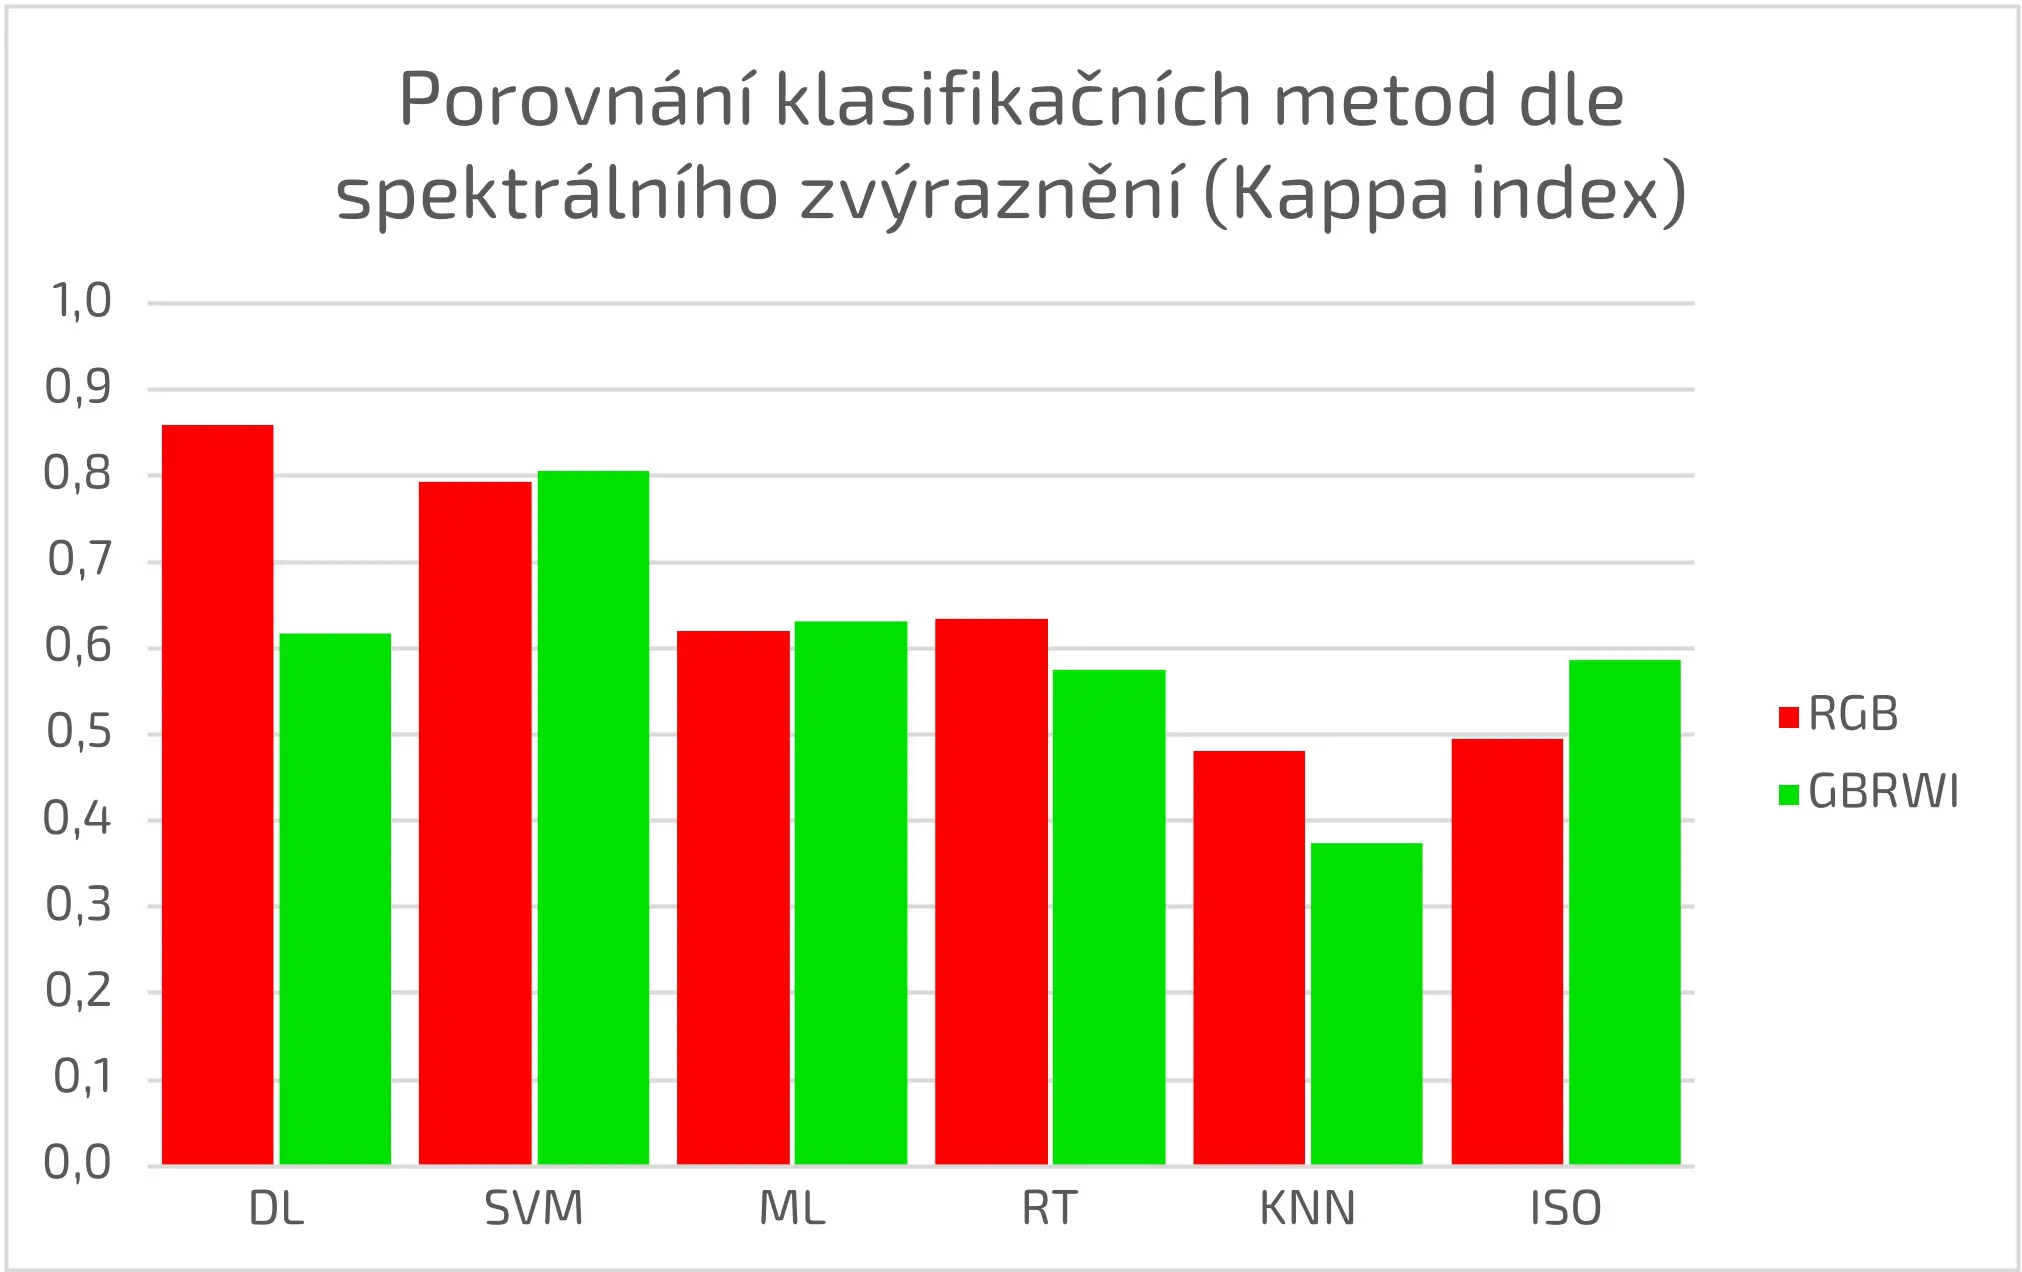 Porovnání klasifikačních metod dle
spektrálního zvýraznění (Kappa index)
1,0
0,9
0,8
0,7
0,6
0,5
0,4
0,3
0,2
0,1
0,0
DL SVM ML RT KNN ISO
RGB
GBRWI